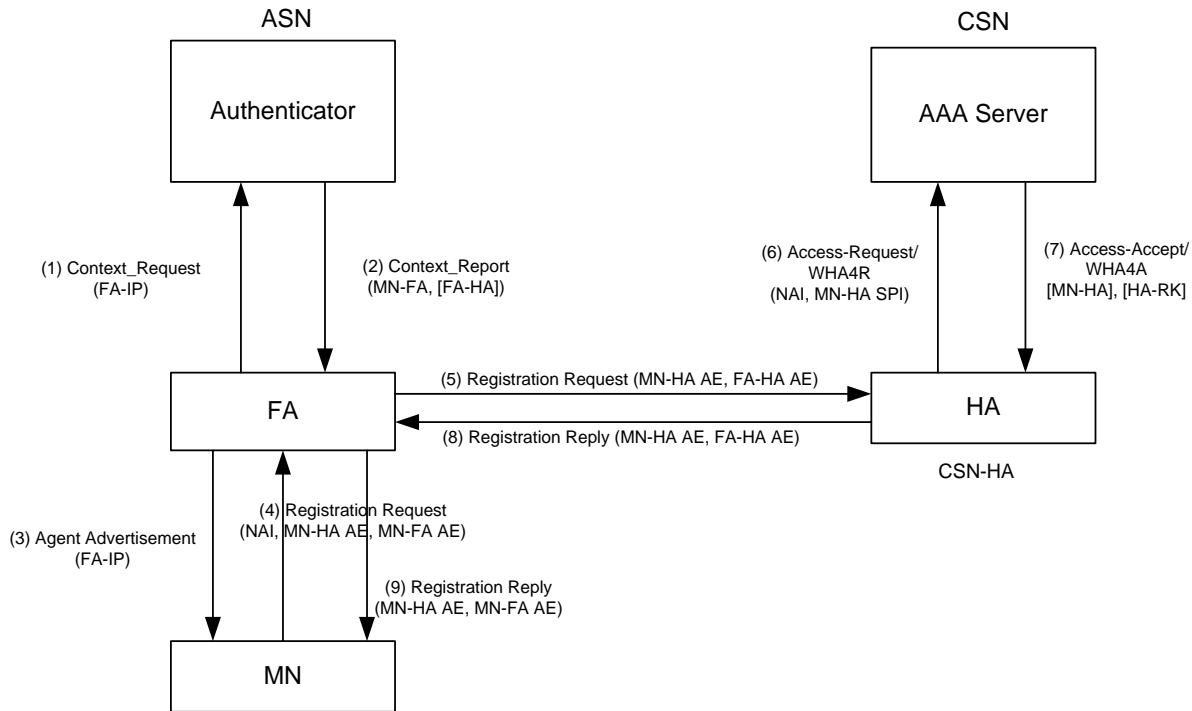 ASN
CSN
Authenticator
AAA Server
(1) Context_Request
(FA-IP)
(2) Context_Report
(MN-FA, [FA-HA])
(6) Access-Request/
WHA4R
(NAI, MN-HA SPI)
(7) Access-Accept/
WHA4A
[MN-HA], [HA-RK]
FA
(5) Registration Request (MN-HA AE, FA-HA AE)
(8) Registration Reply (MN-HA AE, FA-HA AE)
HA
CSN-HA
(3) Agent Advertisement
(FA-IP)
(4) Registration Request
(NAI, MN-HA AE, MN-FA AE)
(9) Registration Reply
(MN-HA AE, MN-FA AE)
MN